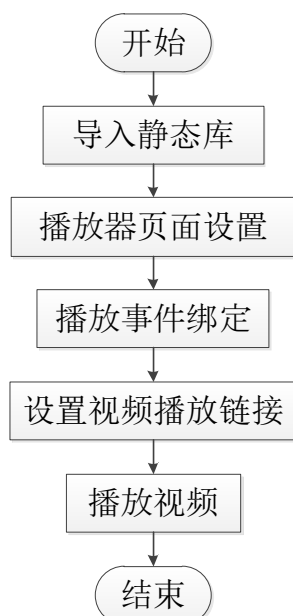 开始
导入静态库
播放器页面设置
播放事件绑定
设置视频播放链接
播放视频
结束